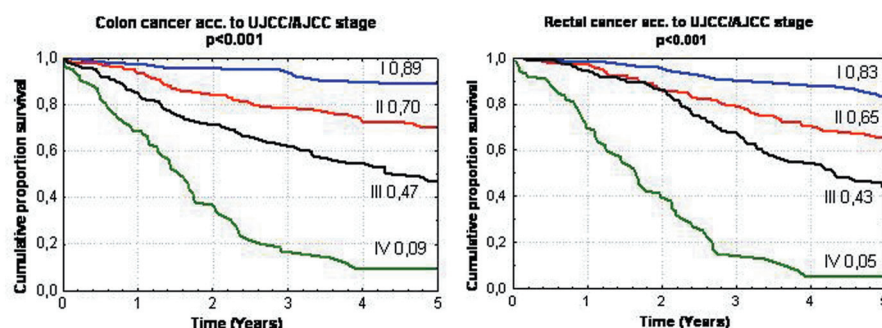 Colon cancer acc. to UJCC/AJCC stage
p<0.001
Cumulative proportion survival
1,0
0,8
0,6
0,4
0,2
0,0
I 0,89
II 0,70
III 0,47
IV 0,09
0 1 2 3 4 5
Time (Years)
Rectal cancer acc. to UJCC/AJCC stage
p<0.001
Cumulative proportion survival
1,0
0,8
0,6
0,4
0,2
0,0
I 0,83
II 0,65
III 0,43
IV 0,05
0 1 2 3 4 5
Time (Years)